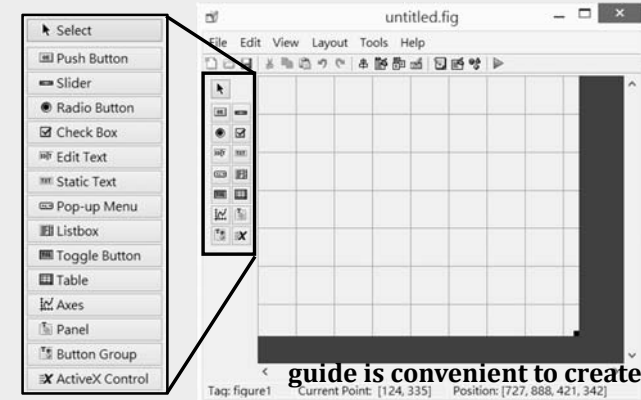 Select
Push Button
Slider
Radio Button
Check Box
Edit Text
Static Text
Pop-up Menu
Listbox
Toggle Button
Table
Axes
Panel
Button Group
ActiveX Control
untitled.fig
File Edit View Layout Tools Help
guide is convenient to create
Tag: figure1 Current Point: [124, 335] Position: [727, 888, 421, 342]